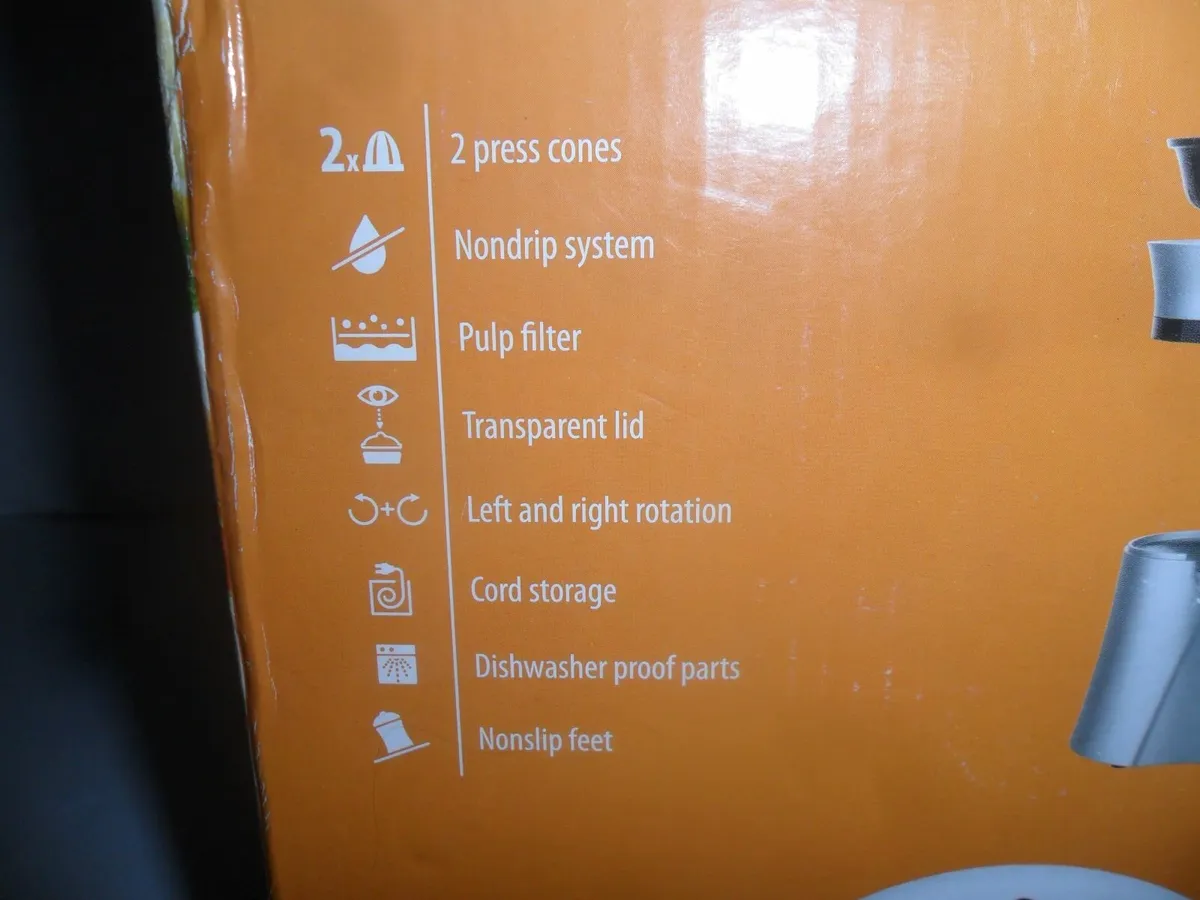 2x 2 press cones
Nondrip system
Pulp filter
Transparent lid
Left and right rotation
Cord storage
Dishwasher proof parts
Nonslip feet